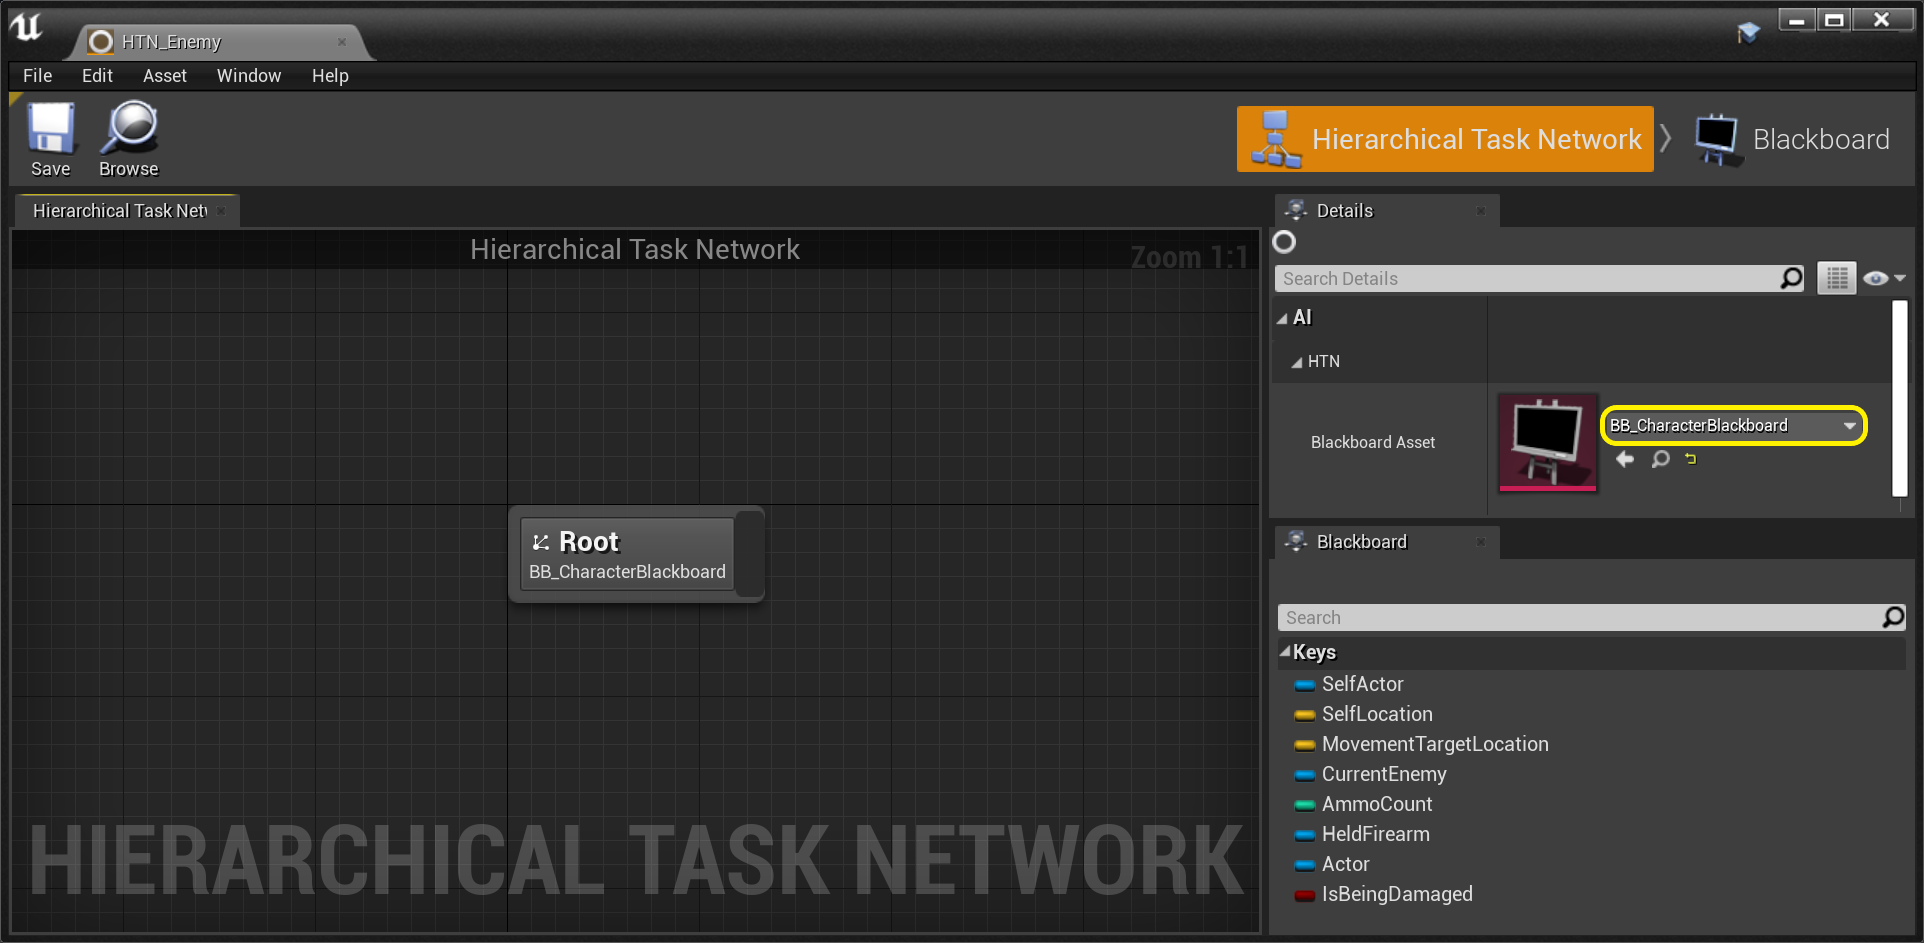 HTN_Enemy
File Edit Asset Window Help
Save Browse
Hierarchical Task Network
Blackboard
Hierarchical Task Net
Hierarchical Task Network
Zoom 1:1
Root
BB_CharacterBlackboard
HIERARCHICAL TASK NETWORK
Details
Search Details
AI
HTN
Blackboard Asset
BB_CharacterBlackboard
Blackboard
Search
Keys
SelfActor
SelfLocation
MovementTargetLocation
CurrentEnemy
AmmoCount
HeldFirearm
Actor
IsBeingDamaged